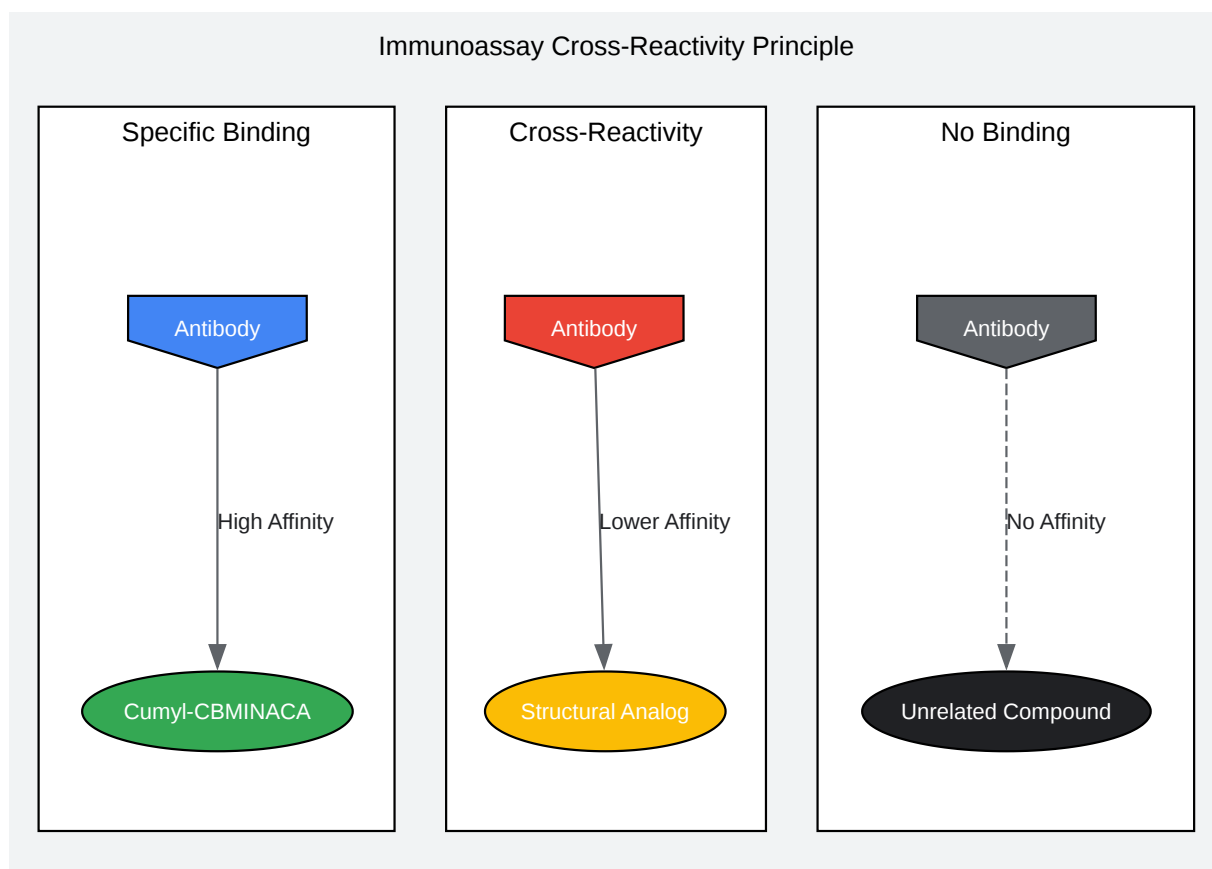 Immunoassay Cross-Reactivity Principle
Specific Binding
Antibody
High Affinity
Cumyl-CBMINACA
Cross-Reactivity
Antibody
Lower Affinity
Structural Analog
No Binding
Antibody
No Affinity
Unrelated Compound